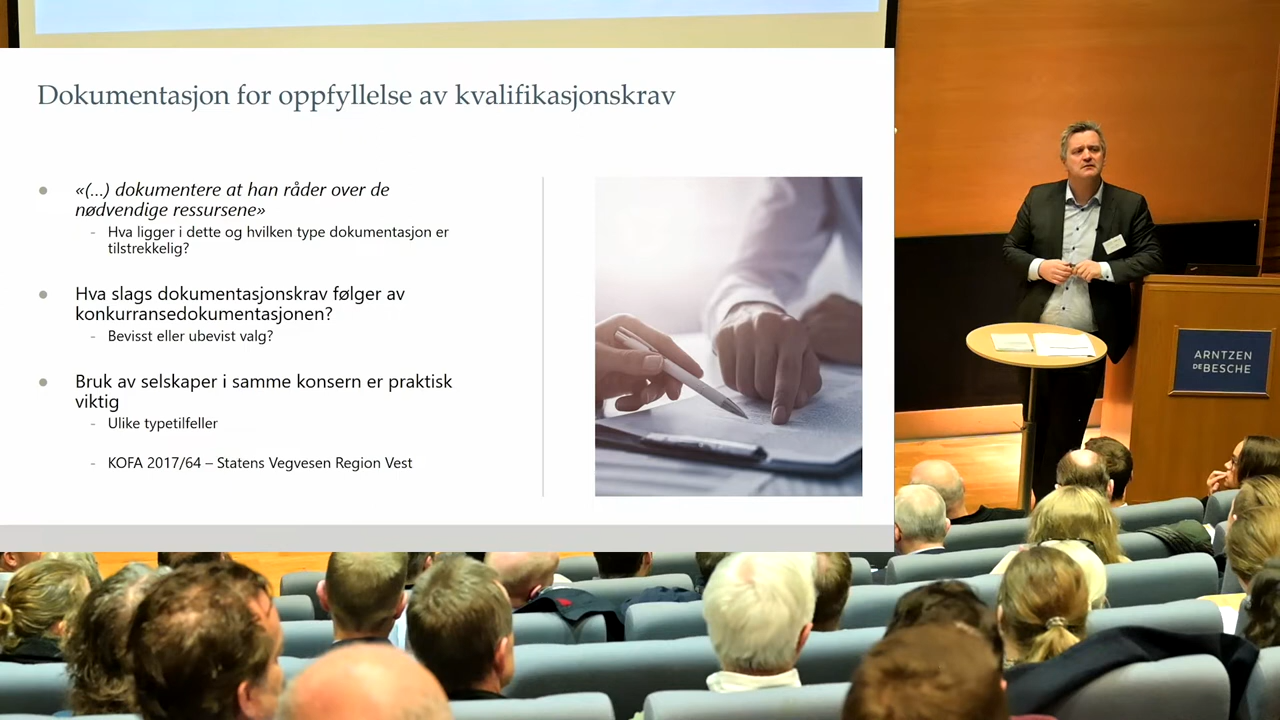 Dokumentasjon for oppfyllelse av kvalifikasjonskrav
«(...) dokumentere at han råder over de
nødvendige ressursene»
- Hva ligger i dette og hvilken type dokumentasjon er
tilstrekkelig?
Hva slags dokumentasjonskrav følger av
konkurransedokumentasjonen?
- Bevisst eller ubevist valg?
Bruk av selskaper i samme konsern er praktisk
viktig
- Ulike typetilfeller
- KOFA 2017/64 – Statens Vegvesen Region Vest
ARNTZEN
DE BESCHE